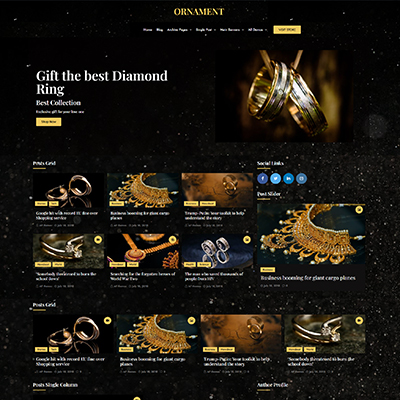 ORNAMENT
Home Blog Archive Pages Single Post More Demos All Demos VISIT STORE
Gift the best Diamond
Ring
Best Collection
Exclusive gift for your love one
Shop Now
Posts Grid
Social Links
Google hit with record EU fine over
Shopping service
Business booming for giant cargo
planes
Trump-Putin: Your toolkit to help
understand the story
Post Slider
'Somebody threatened to burn the
school down'
Searching for the forgotten heroes of
World War Two
The man who saved thousands of
people from HIV
Business booming for giant cargo planes
Posts Grid
Google hit with record EU fine over
Shopping service
Business booming for giant cargo
planes
Trump-Putin: Your toolkit to help
understand the story
'Somebody threatened to burn the
school down'
Posts Single Column
Author Profile